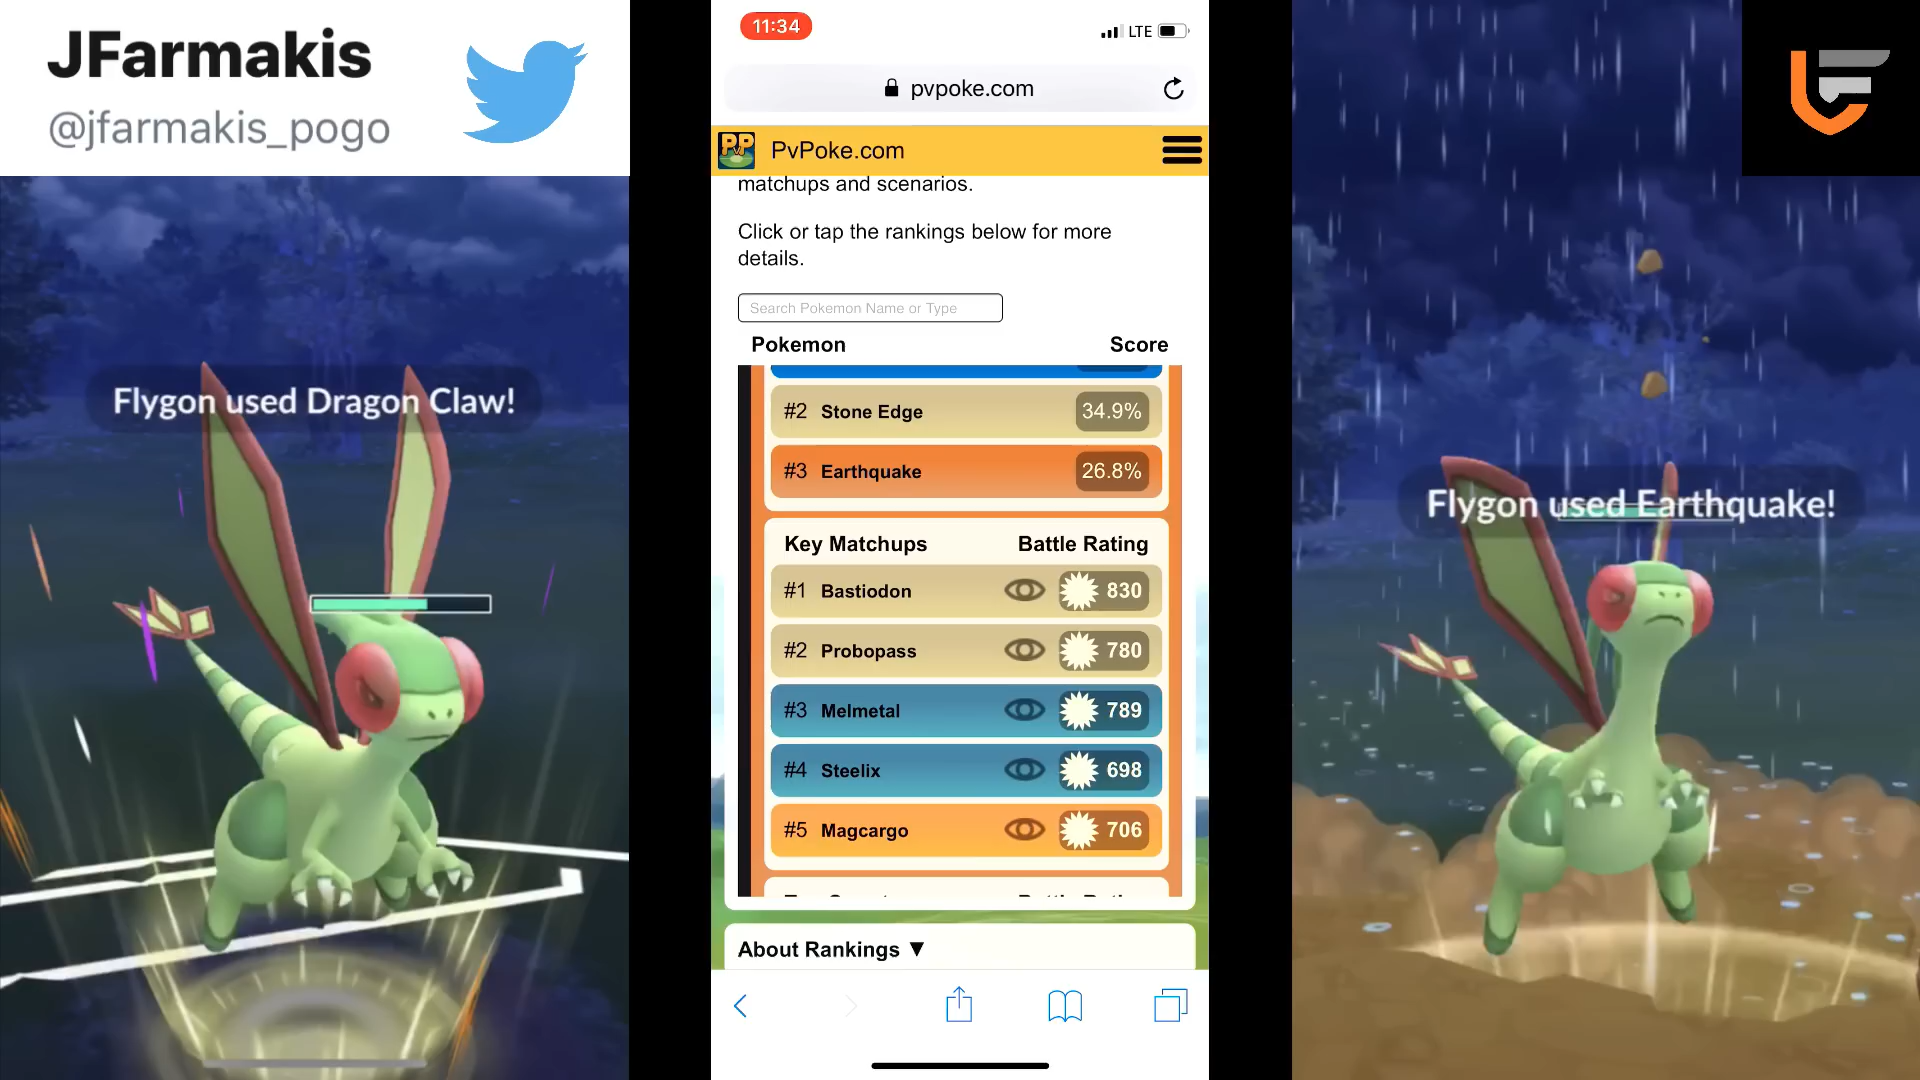 JFarmakis
@jfarmakis_pogo
Flygon used Dragon Claw!
11:34
LTE
pvpoke.com
PvPoke.com
matchups and scenarios.
Click or tap the rankings below for more
details.
Search Pokemon Name or Type
Pokemon Score
#2 Stone Edge 34.9%
#3 Earthquake 26.8%
Key Matchups Battle Rating
#1 Bastiodon 830
#2 Probopass 780
#3 Melmetal 789
#4 Steelix 698
#5 Magcargo 706
About Rankings ▼
Flygon used Earthquake!